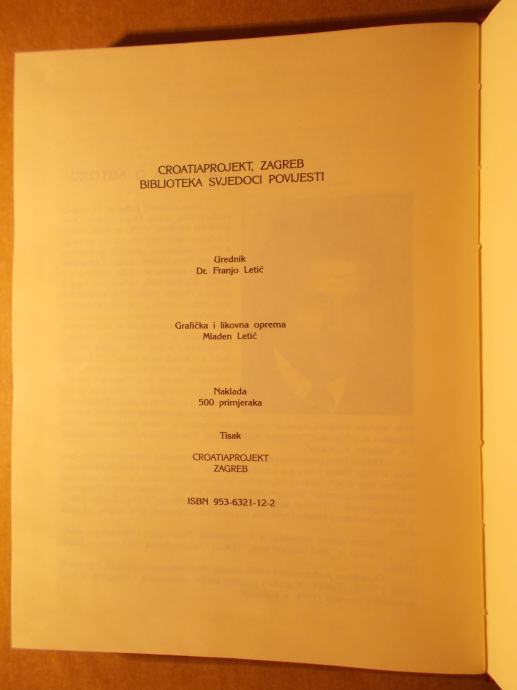 CROATIAPROJEKT, ZAGREB
BIBLIOTEKA SVJEDOCI POVIJESTI
Urednik
Dr. Franjo Letić
Grafička i likovna oprema
Mladen Letić
Naklada
500 primjeraka
Tisak
CROATIAPROJEKT
ZAGREB
ISBN 953-6321-12-2